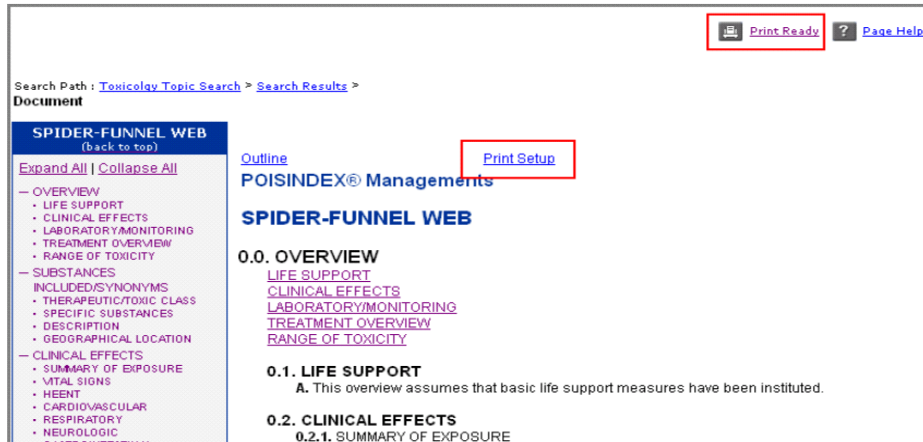 Print Ready ? Page Help
Search Path : Toxicolgy Topic Search > Search Results >
Document
SPIDER-FUNNEL WEB
(back to top)
Expand All | Collapse All
– OVERVIEW
• LIFE SUPPORT
• CLINICAL EFFECTS
• LABORATORY/MONITORING
• TREATMENT OVERVIEW
• RANGE OF TOXICITY
– SUBSTANCES
INCLUDED/SYNONYMS
• THERAPEUTIC/TOXIC CLASS
• SPECIFIC SUBSTANCES
• DESCRIPTION
• GEOGRAPHICAL LOCATION
– CLINICAL EFFECTS
• SUMMARY OF EXPOSURE
• VITAL SIGNS
• HEENT
• CARDIOVASCULAR
• RESPIRATORY
• NEUROLOGIC
Outline Print Setup
POISINDEX® Managements
SPIDER-FUNNEL WEB
0.0. OVERVIEW
LIFE SUPPORT
CLINICAL EFFECTS
LABORATORY/MONITORING
TREATMENT OVERVIEW
RANGE OF TOXICITY
0.1. LIFE SUPPORT
A. This overview assumes that basic life support measures have been instituted.
0.2. CLINICAL EFFECTS
0.2.1. SUMMARY OF EXPOSURE